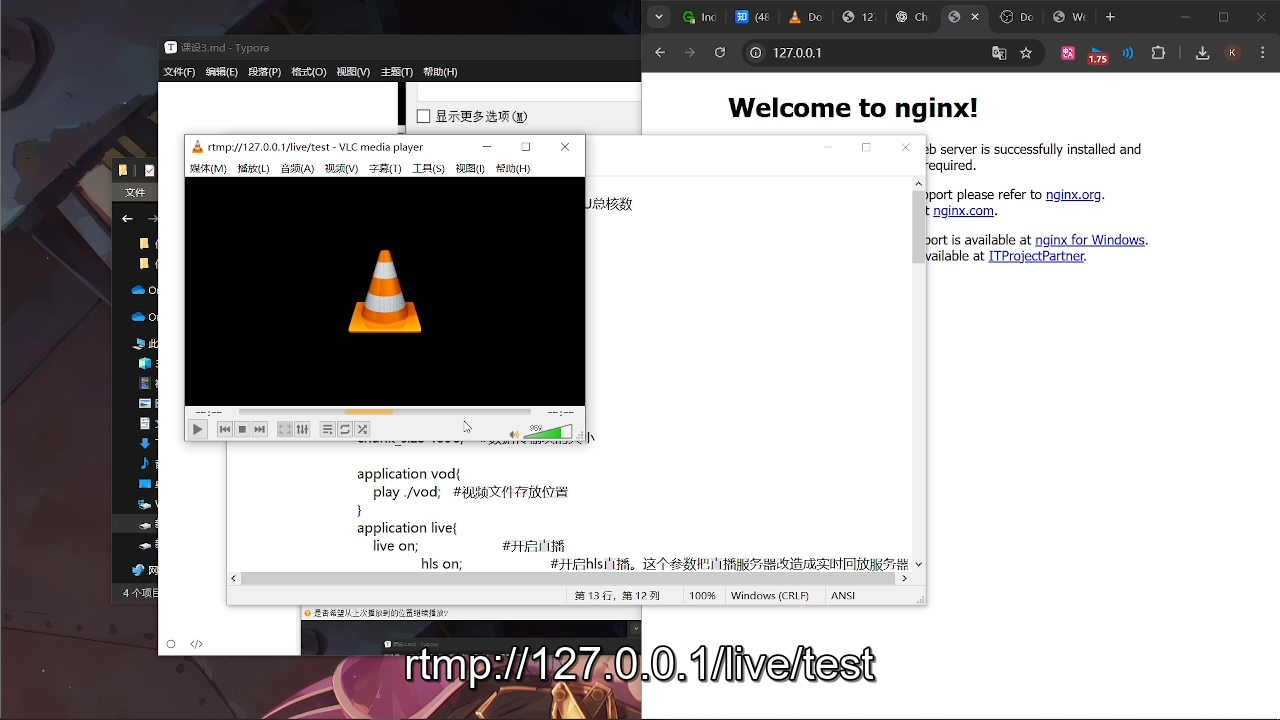 课设3.md - Typora
文件(F) 编辑(E) 段落(P) 格式(O) 视图(V) 主题(T) 帮助(H)
显示更多选项(M)
127.0.0.1
1.75
K
Welcome to nginx!
eb server is successfully installed and
required.
port please refer to nginx.org.
t nginx.com.
port is available at nginx for Windows.
vailable at ITProjectPartner.
文件
4 个项目
rtmp://127.0.0.1/live/test - VLC media player
媒体(M) 播放(L) 音频(A) 视频(V) 字幕(T) 工具(S) 视图(I) 帮助(H)
--:-- --:--
95%
U总核数
application vod{
play ./vod; #视频文件存放位置
}
application live{
live on; #开启直播
hls on; #开启hls直播。这个参数把直播服务器改造成实时回放服务器
第 13 行，第 12 列 100% Windows (CRLF) ANSI
是否希望从上次播放到的位置继续播放?
课设3.md - Typora
rtmp://127.0.0.1/live/test